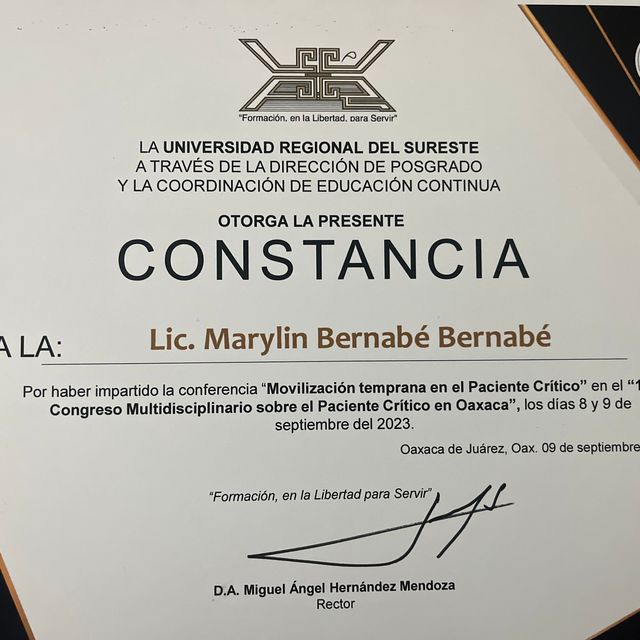 "Formación, en la Libertad, para Servir"
LA UNIVERSIDAD REGIONAL DEL SURESTE
A TRAVÉS DE LA DIRECCIÓN DE POSGRADO
Y LA COORDINACIÓN DE EDUCACIÓN CONTINUA
OTORGA LA PRESENTE
CONSTANCIA
A LA: Lic. Marylin Bernabé Bernabé
Por haber impartido la conferencia "Movilización temprana en el Paciente Crítico" en el "1
Congreso Multidisciplinario sobre el Paciente Crítico en Oaxaca", los días 8 y 9 de
septiembre del 2023.
Oaxaca de Juárez, Oax. 09 de septiembre
"Formación, en la Libertad para Servir"
D.A. Miguel Ángel Hernández Mendoza
Rector